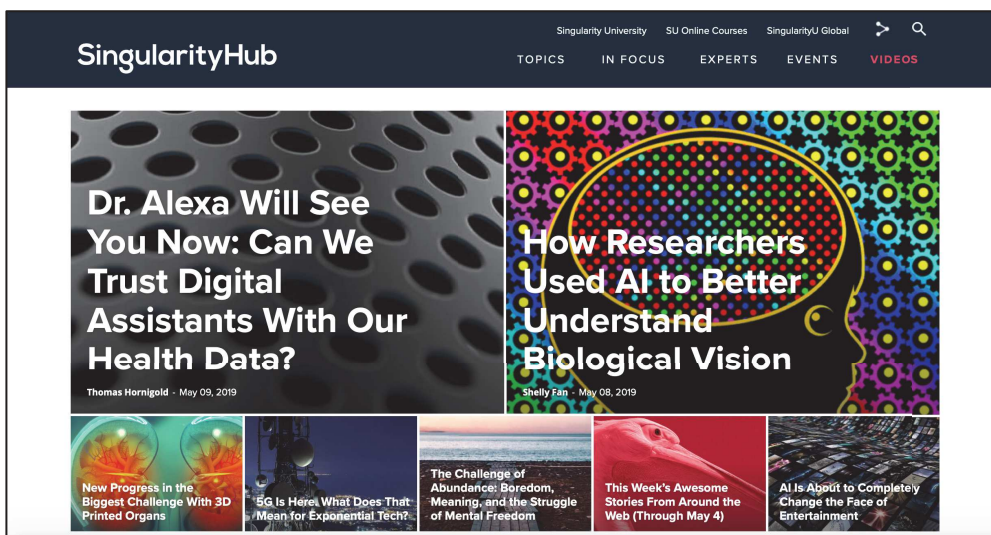 Singularity University SU Online Courses SingularityU Global
SingularityHub
TOPICS IN FOCUS EXPERTS EVENTS VIDEOS
Dr. Alexa Will See
You Now: Can We
Trust Digital
Assistants With Our
Health Data?
Thomas Hornigold - May 09, 2019
How Researchers
Used AI to Better
Understand
Biological Vision
Shelly Fan - May 08, 2019
New Progress in the
Biggest Challenge With 3D
Printed Organs
5G Is Here. What Does That
Mean for Exponential Tech?
The Challenge of
Abundance: Boredom,
Meaning, and the Struggle
of Mental Freedom
This Week's Awesome
Stories From Around the
Web (Through May 4)
AI Is About to Completely
Change the Face of
Entertainment